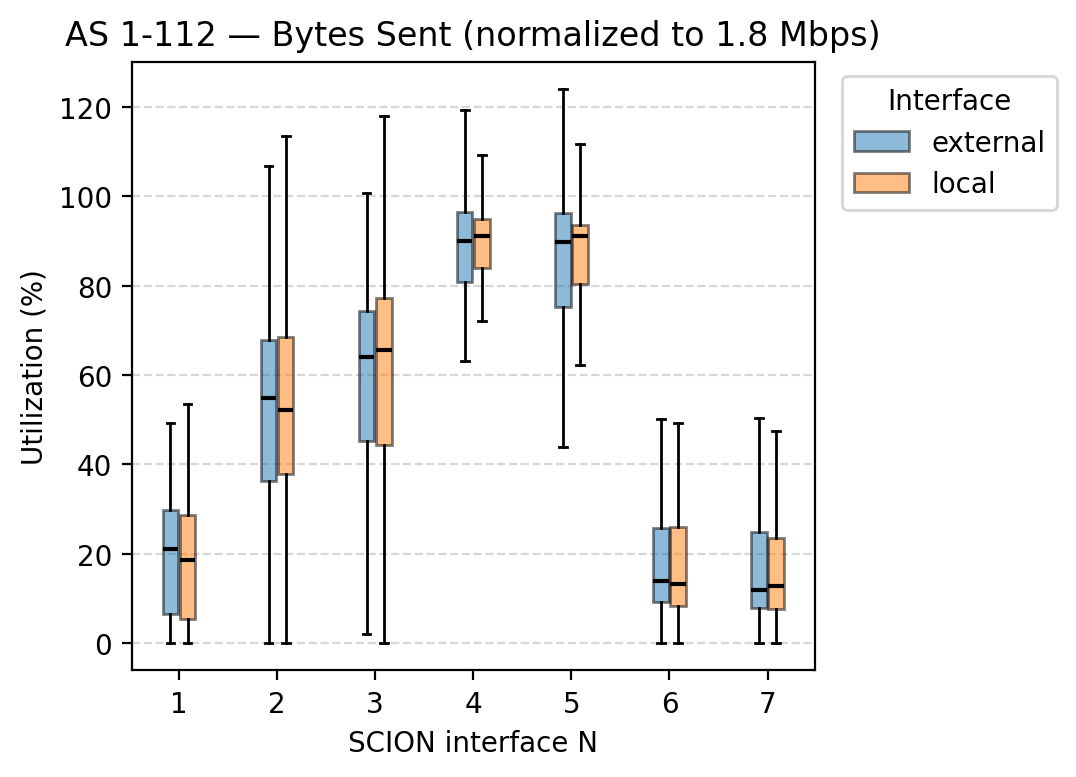 AS 1-112 — Bytes Sent (normalized to 1.8 Mbps)
Interface
external
local
Utilization (%)
120
100
80
60
40
20
0
1 2 3 4 5 6 7
SCION interface N